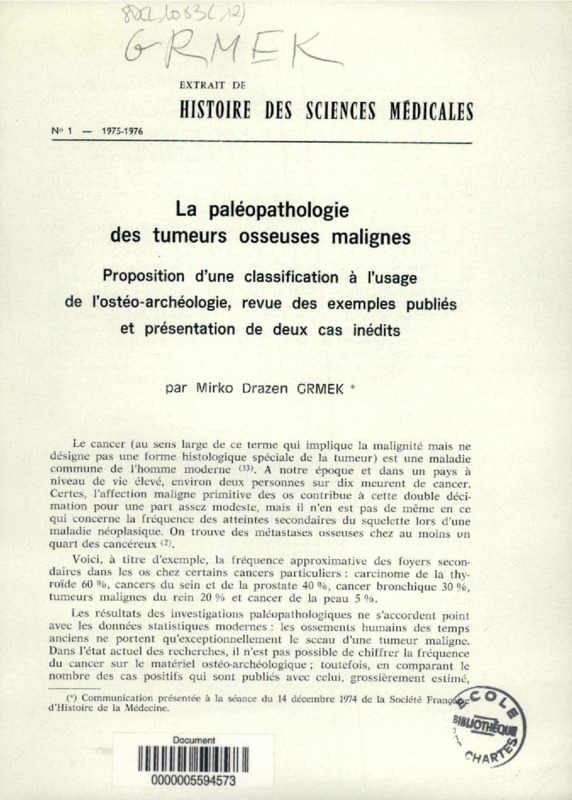 8DCL 1083(12)
GRMEK
EXTRAIT DE
HISTOIRE DES SCIENCES MÉDICALES
N° 1 — 1975-1976
La paléopathologie
des tumeurs osseuses malignes
Proposition d'une classification à l'usage
de l'ostéo-archéologie, revue des exemples publiés
et présentation de deux cas inédits
par Mirko Drazen GRMEK *
Le cancer (au sens large de ce terme qui implique la malignité mais ne
désigne pas une forme histologique spéciale de la tumeur) est une maladie
commune de l'homme moderne (33). A notre époque et dans un pays à
niveau de vie élevé, environ deux personnes sur dix meurent de cancer.
Certes, l'affection maligne primitive des os contribue à cette double déci-
mation pour une part assez modeste, mais il n'en est pas de même en ce
qui concerne la fréquence des atteintes secondaires du squelette lors d'une
maladie néoplasique. On trouve des métastases osseuses chez au moins un
quart des cancéreux (2).
Voici, à titre d'exemple, la fréquence approximative des foyers secon-
daires dans les os chez certains cancers particuliers : carcinome de la thy-
roïde 60 %, cancers du sein et de la prostate 40 %, cancer bronchique 30 %,
tumeurs malignes du rein 20 % et cancer de la peau 5 %.
Les résultats des investigations paléopathologiques ne s'accordent point
avec les données statistiques modernes : les ossements humains des temps
anciens ne portent qu'exceptionnellement le sceau d'une tumeur maligne.
Dans l'état actuel des recherches, il n'est pas possible de chiffrer la fréquence
du cancer sur le matériel ostéo-archéologique ; toutefois, en comparant le
nombre des cas positifs qui sont publiés avec celui, grossièrement estimé,
(*) Communication présentée à la séance du 14 décembre 1974 de la Société Française
d'Histoire de la Médecine.
ECOLE
BIBLIOTHÈQUE
CHARTES
Document
0000005594573